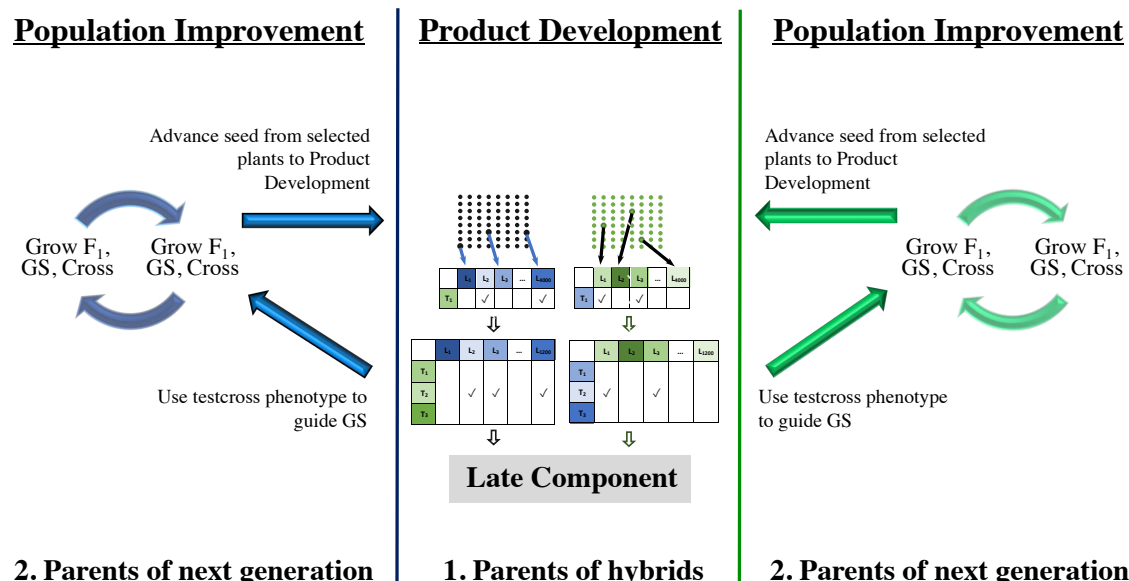 Population Improvement
Product Development
Population Improvement
Advance seed from selected
plants to Product
Development
Grow F₁,
GS, Cross
Grow F₁,
GS, Cross
Use testcross phenotype to
guide GS
L₁ L₂ L₃ ... L₆₀₀₀
T₁ ✓ ✓
L₁ L₂ L₃ ... L₆₀₀₀
T₁ ✓ ✓
L₁ L₂ L₃ ... L₁₂₀₀
T₁
T₂ ✓ ✓ ✓
T₃
L₁ L₂ L₃ ... L₁₂₀₀
T₁
T₂ ✓ ✓
T₃
Late Component
Advance seed from selected
plants to Product
Development
Grow F₁,
GS, Cross
Grow F₁,
GS, Cross
Use testcross phenotype
to guide GS
2. Parents of next generation
1. Parents of hybrids
2. Parents of next generation